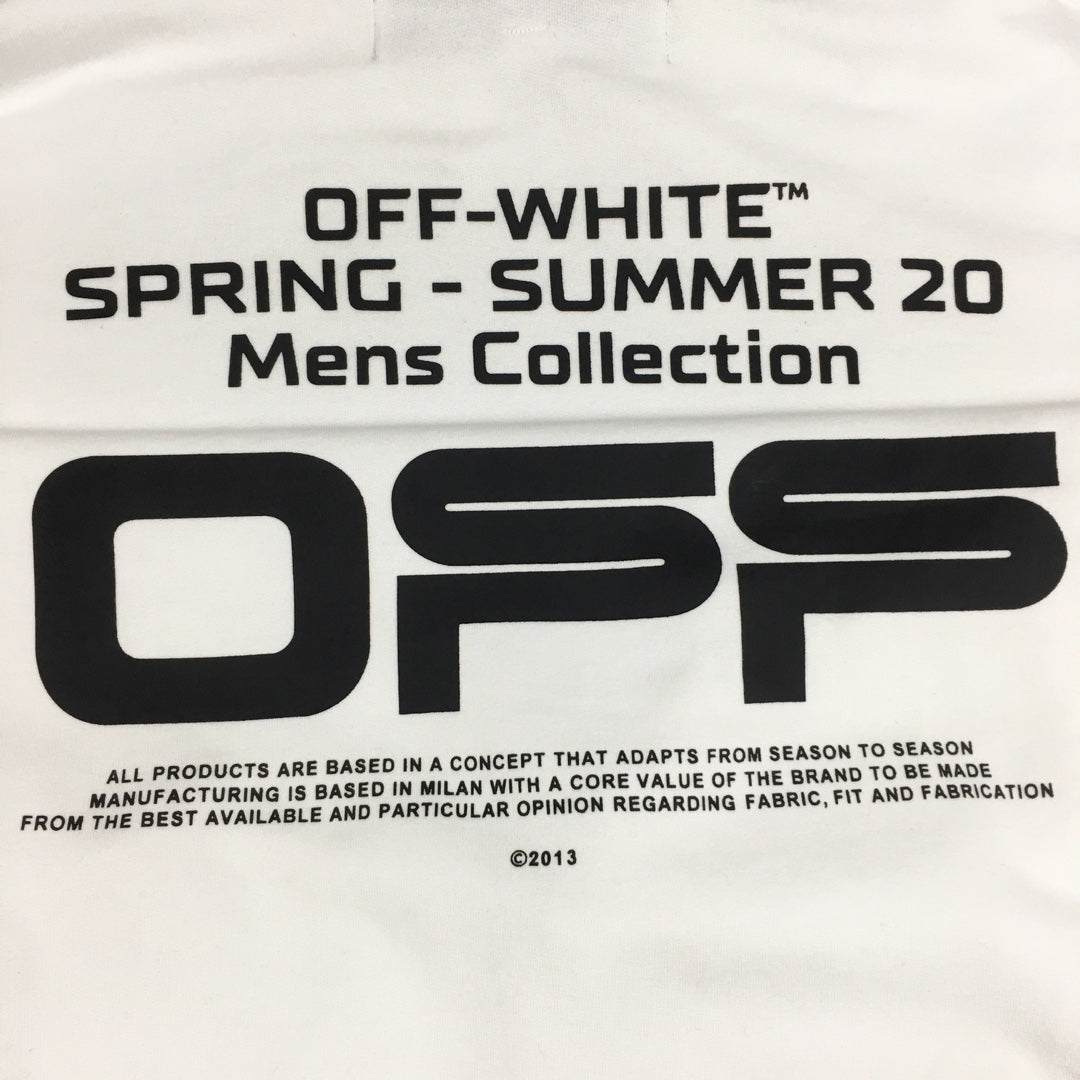 OFF-WHITE™
SPRING - SUMMER 20
Mens Collection
OFF
ALL PRODUCTS ARE BASED IN A CONCEPT THAT ADAPTS FROM SEASON TO SEASON
MANUFACTURING IS BASED IN MILAN WITH A CORE VALUE OF THE BRAND TO BE MADE
FROM THE BEST AVAILABLE AND PARTICULAR OPINION REGARDING FABRIC, FIT AND FABRICATION
©2013